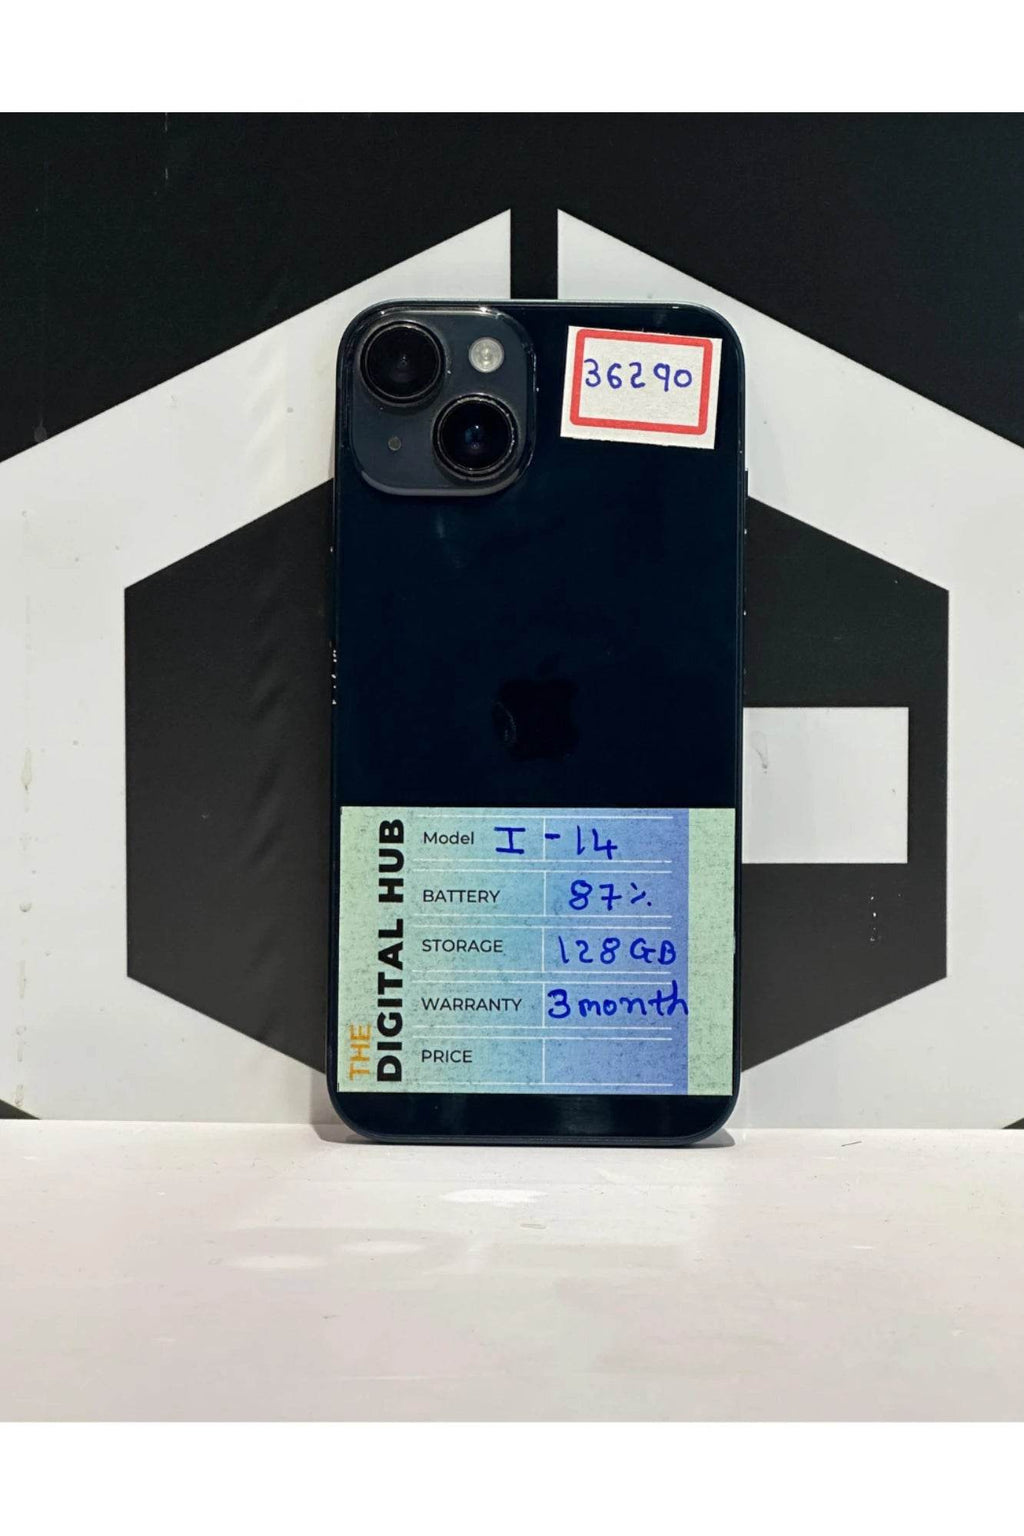 36290
THE
DIGITAL HUB
Model I - 14
BATTERY 87%
STORAGE 128GB
WARRANTY 3 month
PRICE